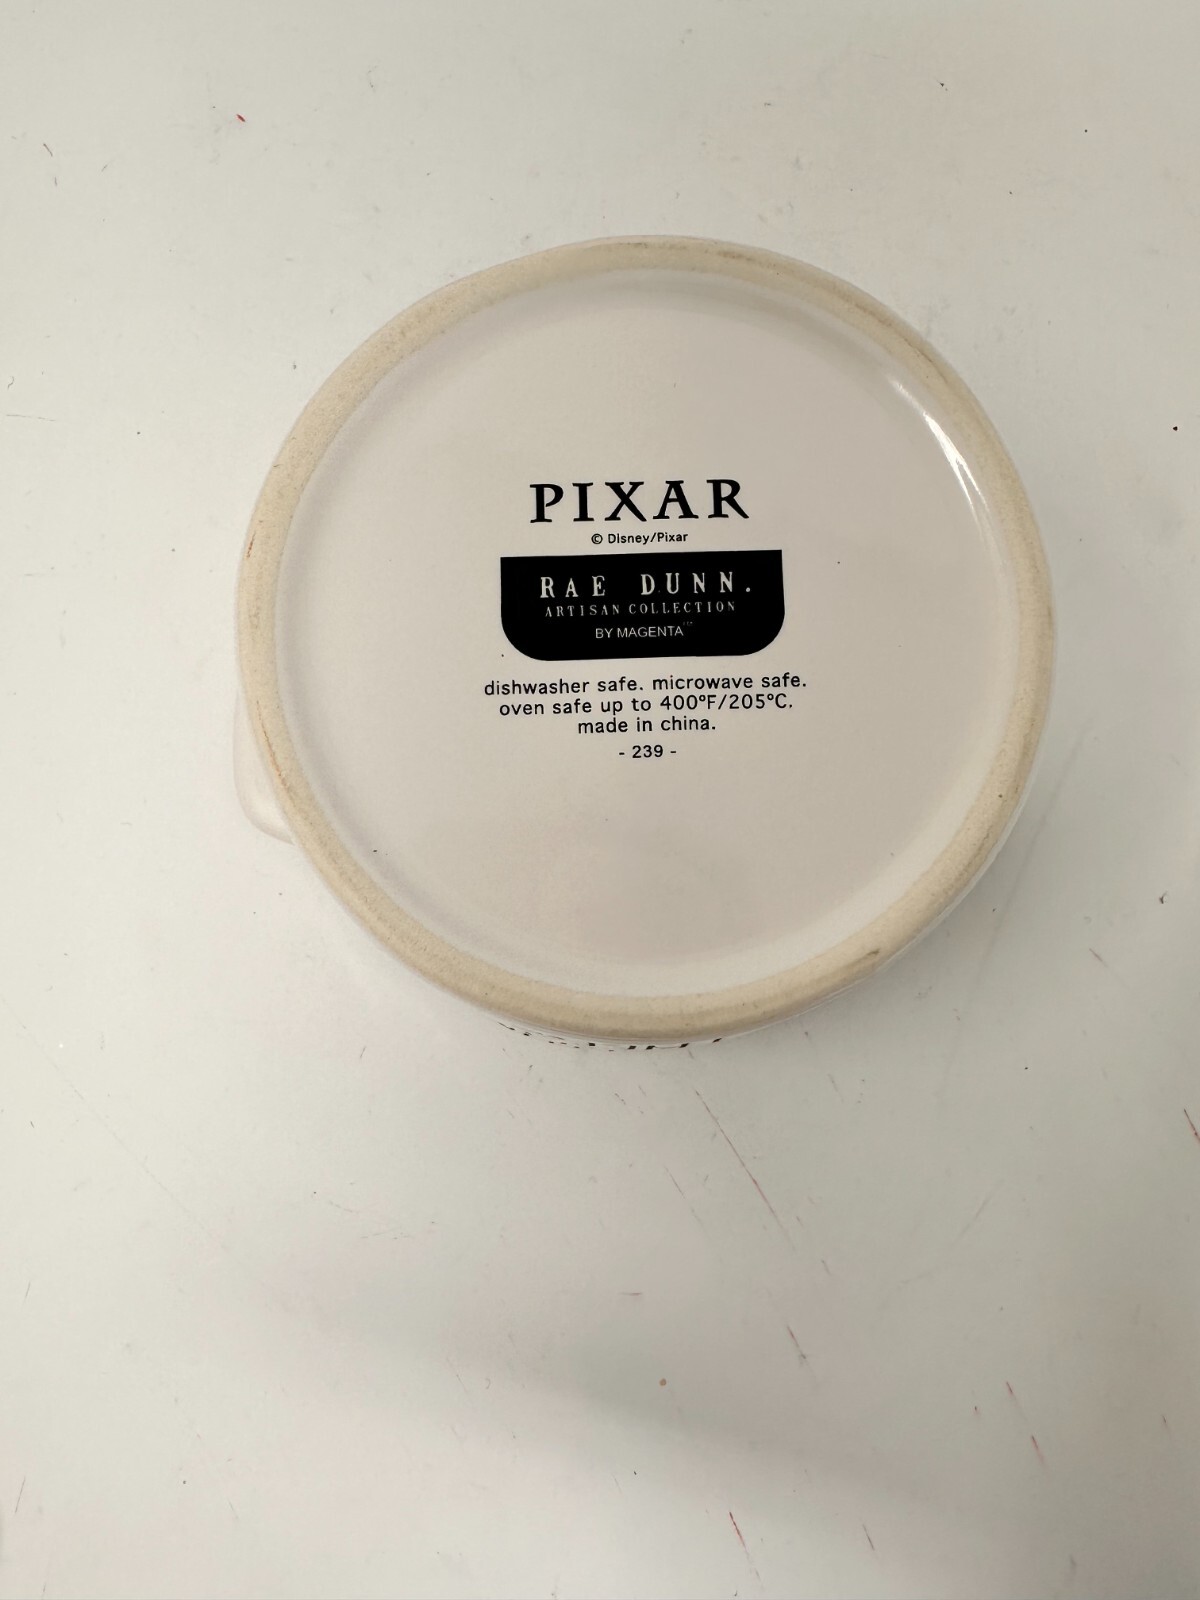 PIXAR
© Disney/Pixar
RAE DUNN.
ARTISAN COLLECTION
BY MAGENTA™
dishwasher safe. microwave safe.
oven safe up to 400°F/205°C.
made in china.
- 239 -